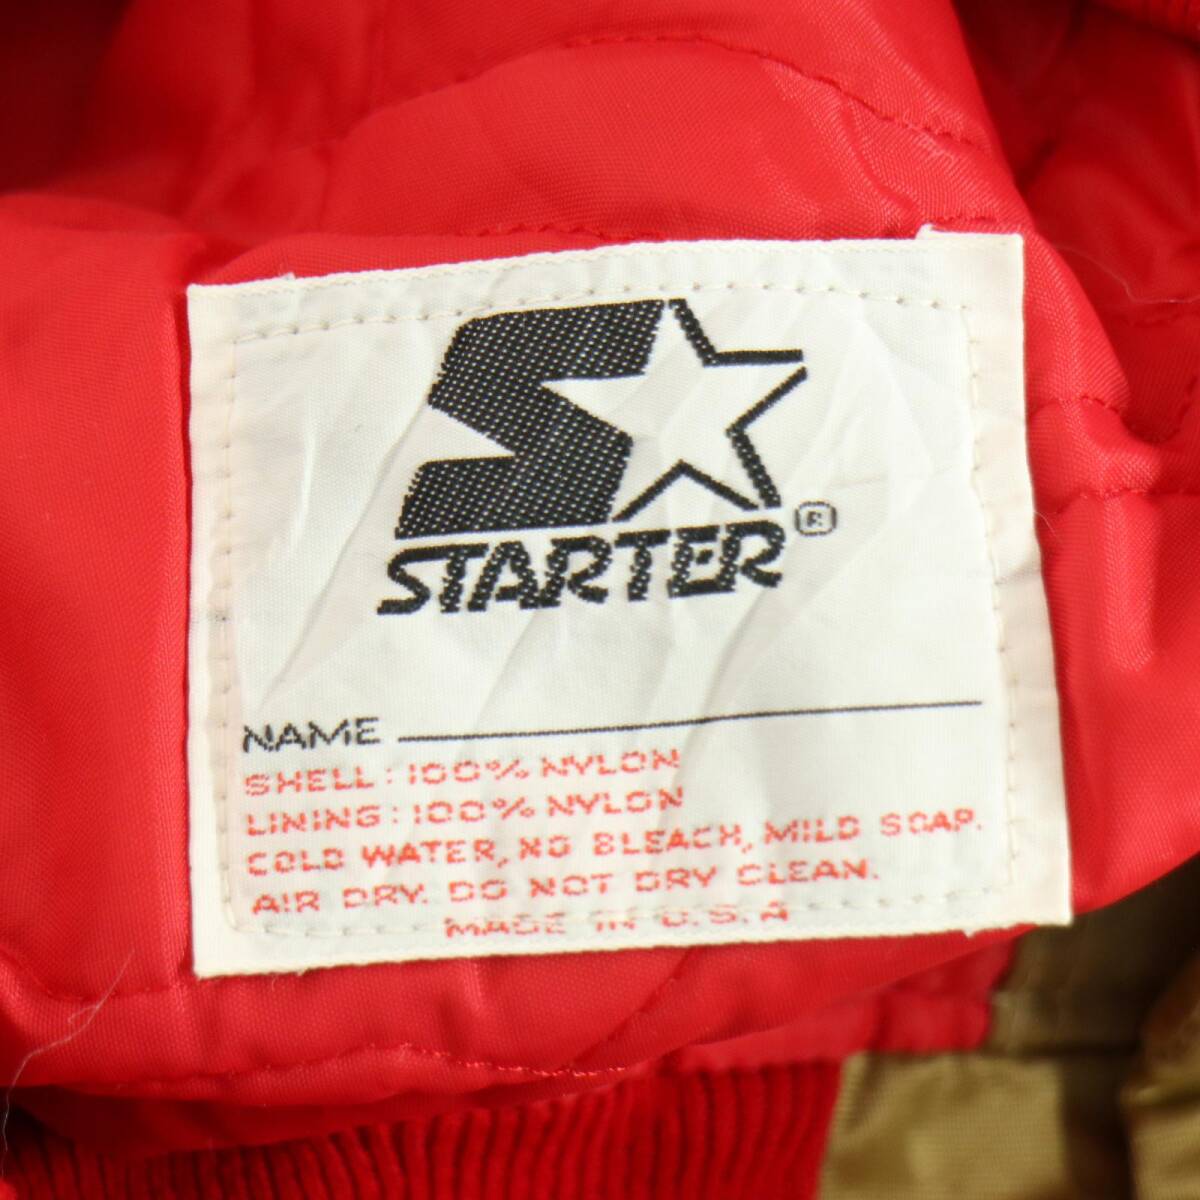 STARTER®
NAME
SHELL: 100% NYLON
LINING: 100% NYLON
COLD WATER, NO BLEACH, MILD SOAP.
AIR DRY. DO NOT DRY CLEAN.
MADE IN U.S.A